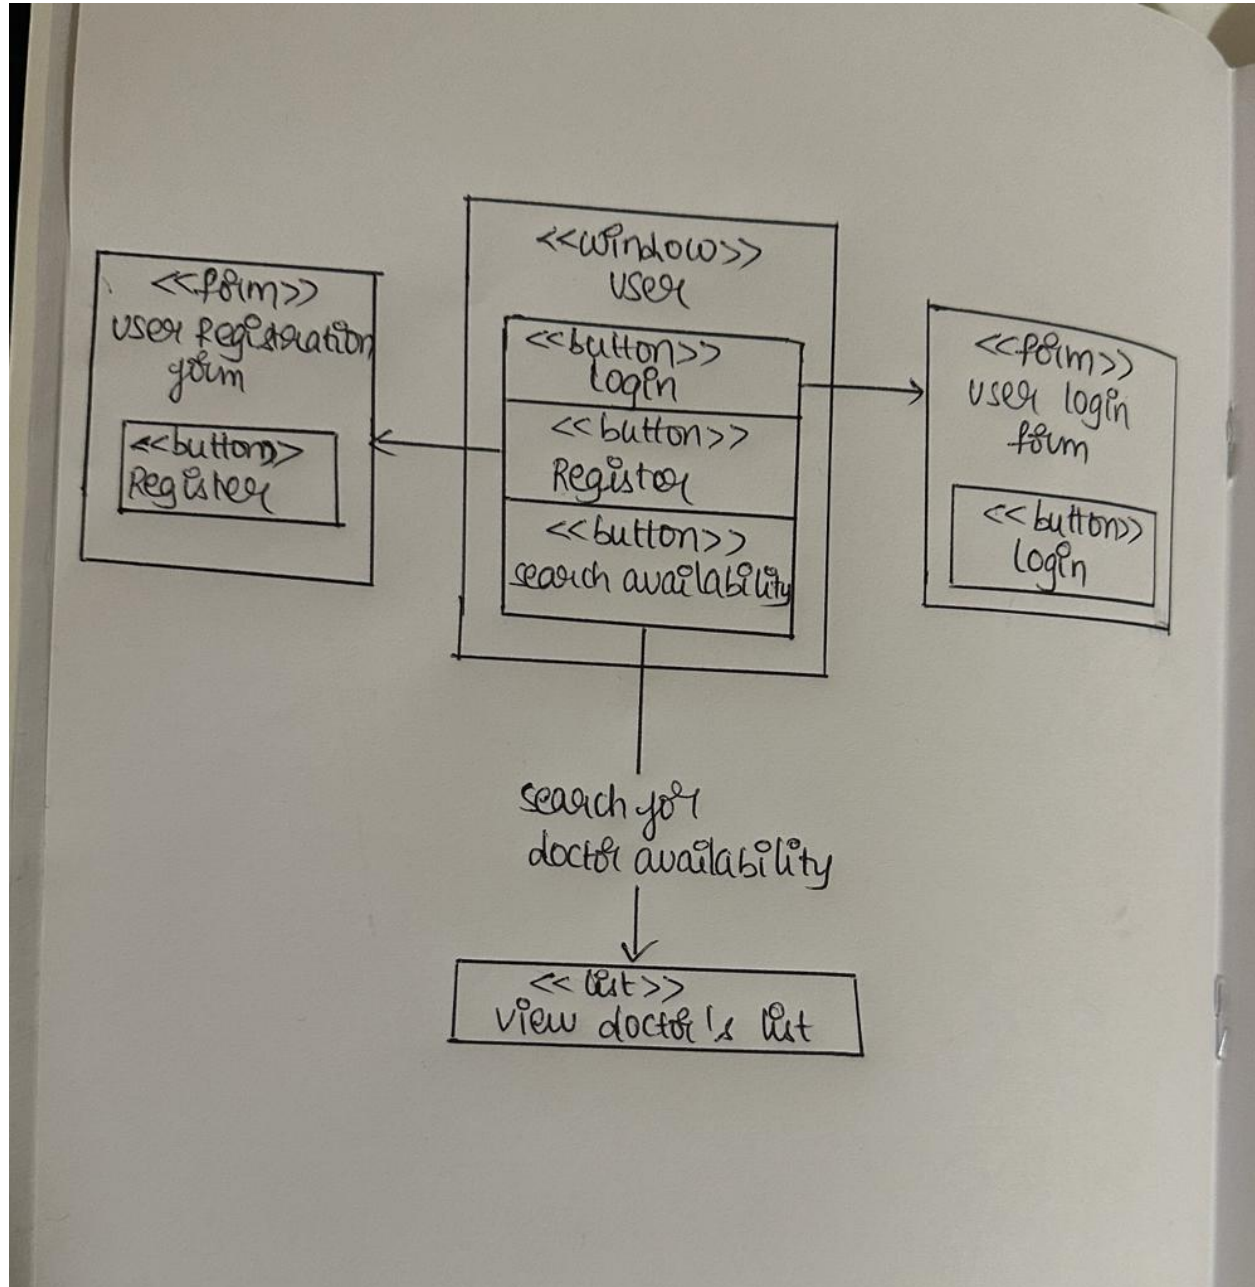 <<window>>
user
<<form>>
user Registration
form
<<button>>
Register
<<button>>
login
<<button>>
Register
<<button>>
search availability
<<form>>
user login
form
<<button>>
login
search for
doctor availability
<<list>>
view doctor's list